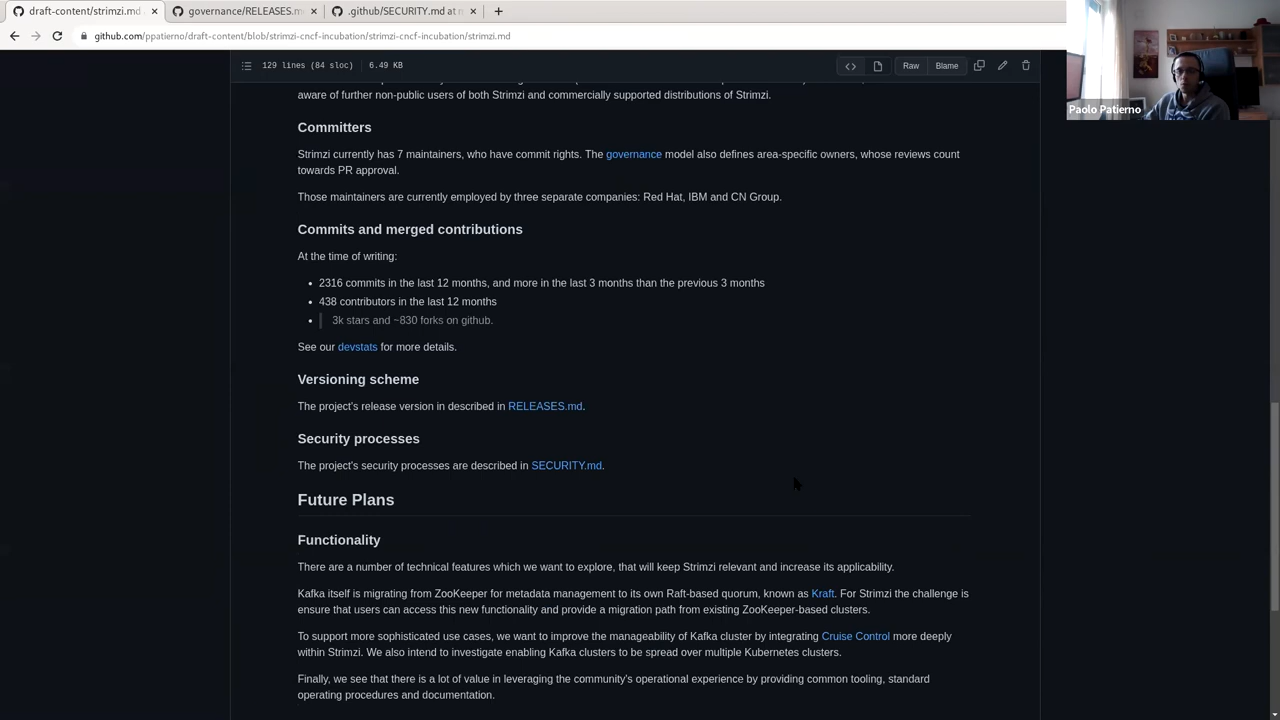 draft-content/strimzi.md
governance/RELEASES.m
.github/SECURITY.md at m
github.com/ppatierno/draft-content/blob/strimzi-cncf-incubation/strimzi-cncf-incubation/strimzi.md
129 lines (84 sloc) 6.49 KB
Raw
Blame
Paolo Patierno
aware of further non-public users of both Strimzi and commercially supported distributions of Strimzi.
Committers
Strimzi currently has 7 maintainers, who have commit rights. The governance model also defines area-specific owners, whose reviews count
towards PR approval.
Those maintainers are currently employed by three separate companies: Red Hat, IBM and CN Group.
Commits and merged contributions
At the time of writing:
2316 commits in the last 12 months, and more in the last 3 months than the previous 3 months
438 contributors in the last 12 months
3k stars and ~830 forks on github.
See our devstats for more details.
Versioning scheme
The project's release version in described in RELEASES.md.
Security processes
The project's security processes are described in SECURITY.md.
Future Plans
Functionality
There are a number of technical features which we want to explore, that will keep Strimzi relevant and increase its applicability.
Kafka itself is migrating from ZooKeeper for metadata management to its own Raft-based quorum, known as Kraft. For Strimzi the challenge is
ensure that users can access this new functionality and provide a migration path from existing ZooKeeper-based clusters.
To support more sophisticated use cases, we want to improve the manageability of Kafka cluster by integrating Cruise Control more deeply
within Strimzi. We also intend to investigate enabling Kafka clusters to be spread over multiple Kubernetes clusters.
Finally, we see that there is a lot of value in leveraging the community's operational experience by providing common tooling, standard
operating procedures and documentation.